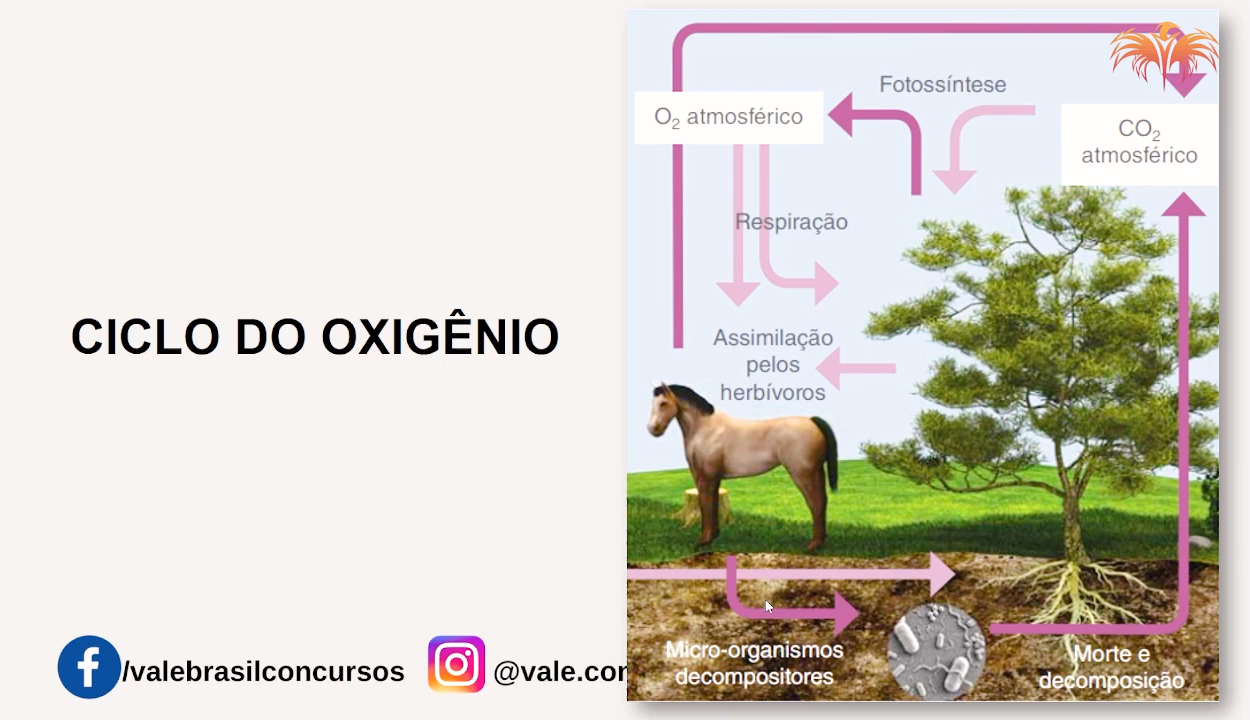 CICLO DO OXIGÊNIO
/valebrasilconcursos
@vale.con
Fotossíntese
O₂ atmosférico
CO₂
atmosférico
Respiração
Assimilação
pelos
herbívoros
Micro-organismos
decompositores
Morte e
decomposição